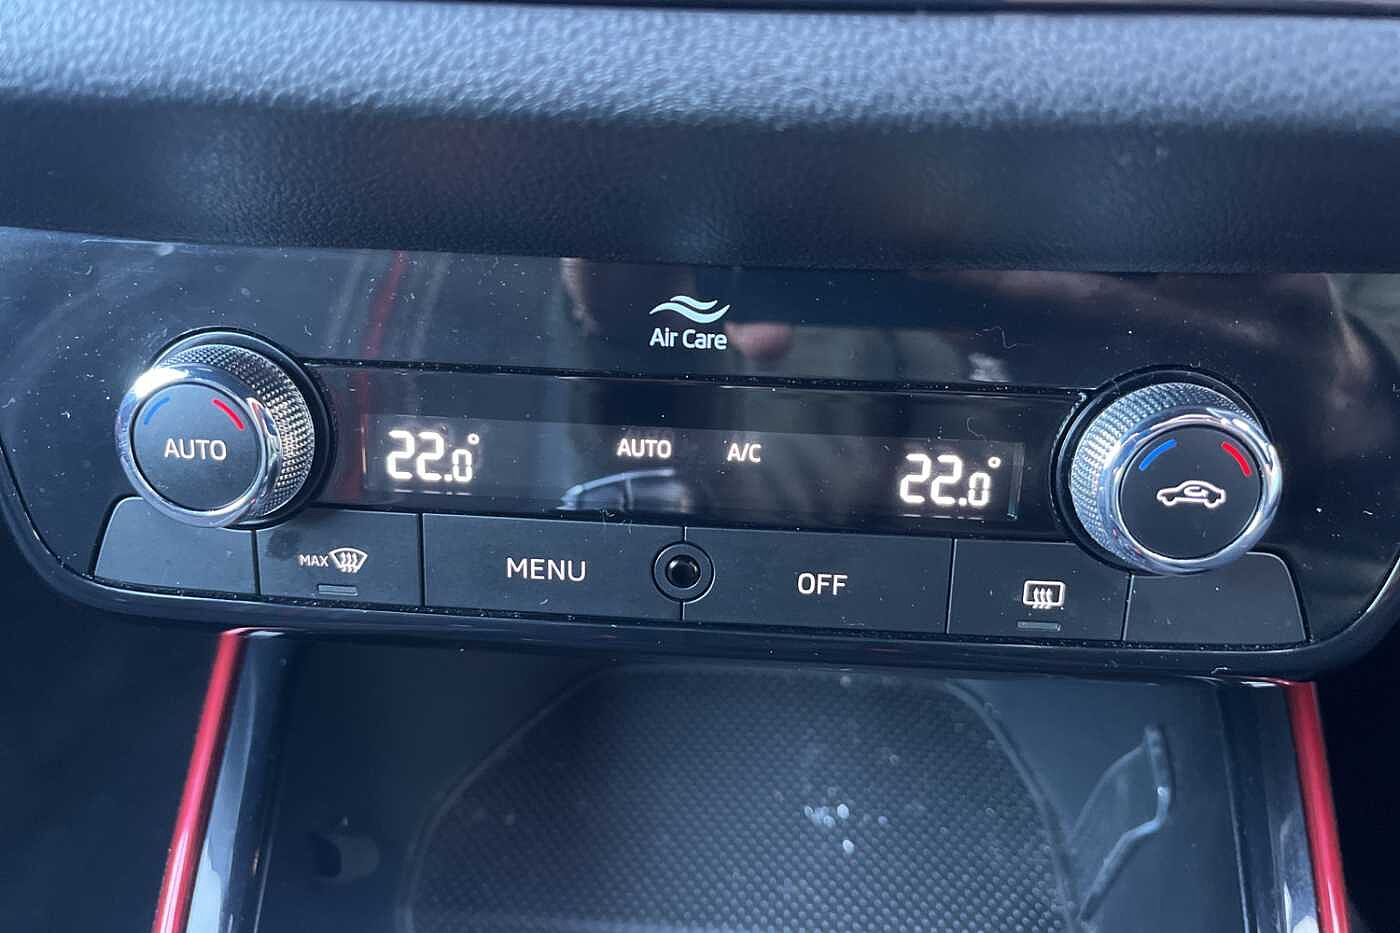 Air Care
AUTO
22.0°
AUTO
A/C
22.0°
MAX
MENU
OFF